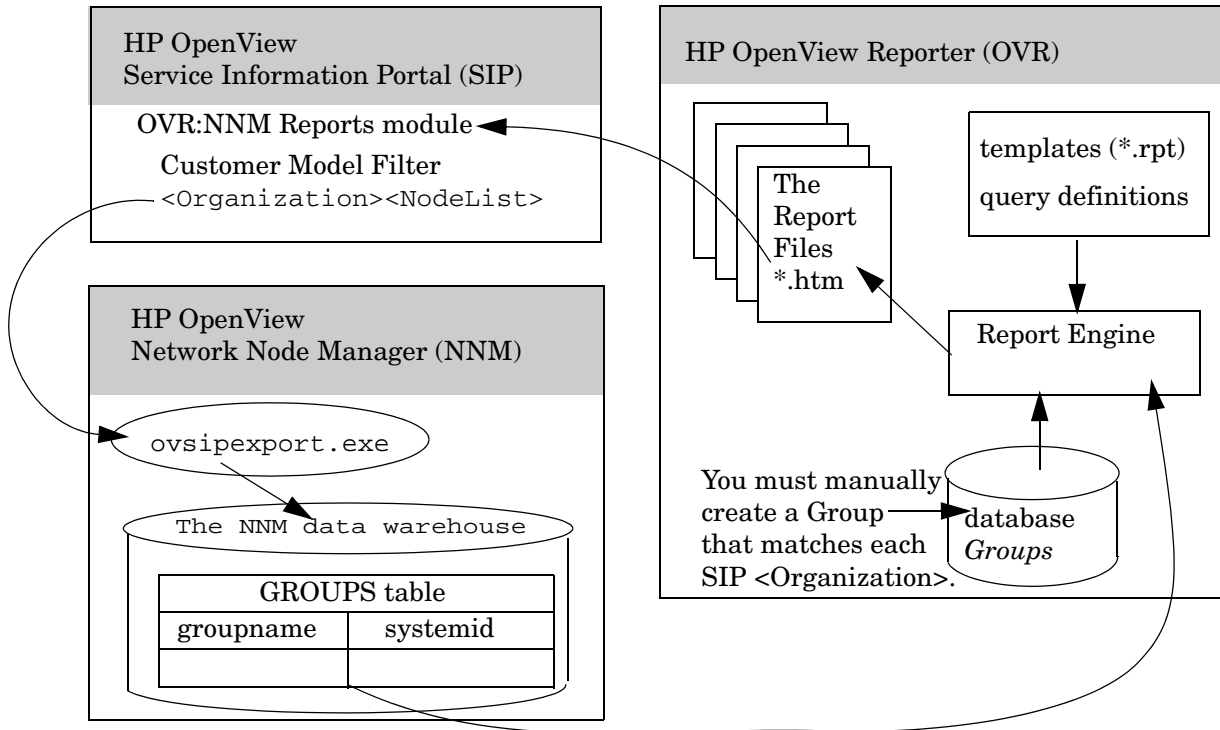 HP OpenView
Service Information Portal (SIP)
OVR:NNM Reports module
Customer Model Filter
<Organization><NodeList>
HP OpenView
Network Node Manager (NNM)
ovsipexport.exe
The NNM data warehouse
GROUPS table
groupname systemid
HP OpenView Reporter (OVR)
The
Report
Files
*.htm
templates (*.rpt)
query definitions
Report Engine
You must manually
create a Group
that matches each
SIP <Organization>.
database
Groups